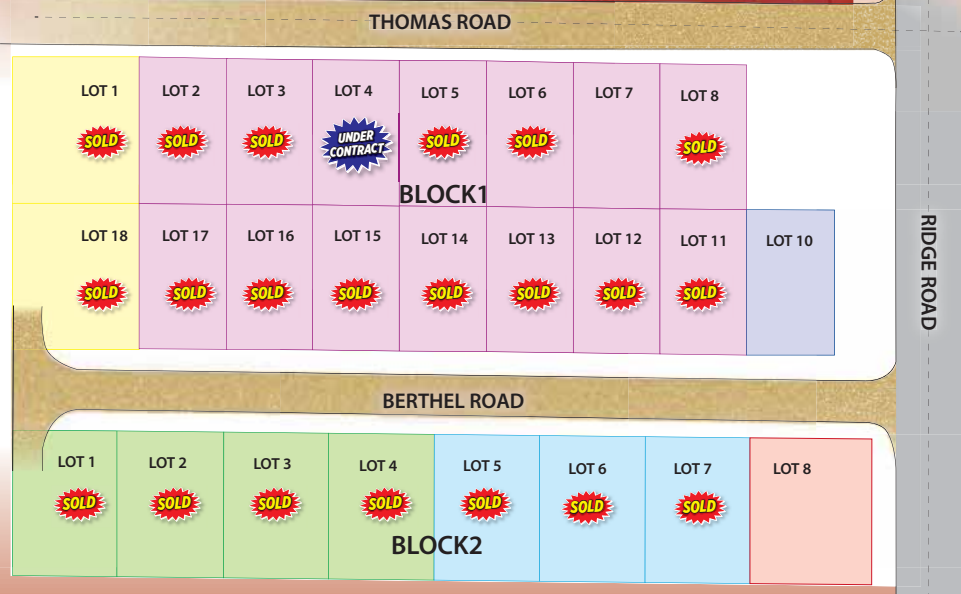 THOMAS ROAD
LOT 1
LOT 2
LOT 3
LOT 4
LOT 5
LOT 6
LOT 7
LOT 8
SOLD
SOLD
SOLD
UNDER
CONTRACT
SOLD
SOLD
SOLD
BLOCK1
LOT 18
LOT 17
LOT 16
LOT 15
LOT 14
LOT 13
LOT 12
LOT 11
LOT 10
SOLD
SOLD
SOLD
SOLD
SOLD
SOLD
SOLD
SOLD
RIDGE ROAD
BERTHEL ROAD
LOT 1
LOT 2
LOT 3
LOT 4
LOT 5
LOT 6
LOT 7
LOT 8
SOLD
SOLD
SOLD
SOLD
SOLD
SOLD
SOLD
BLOCK2